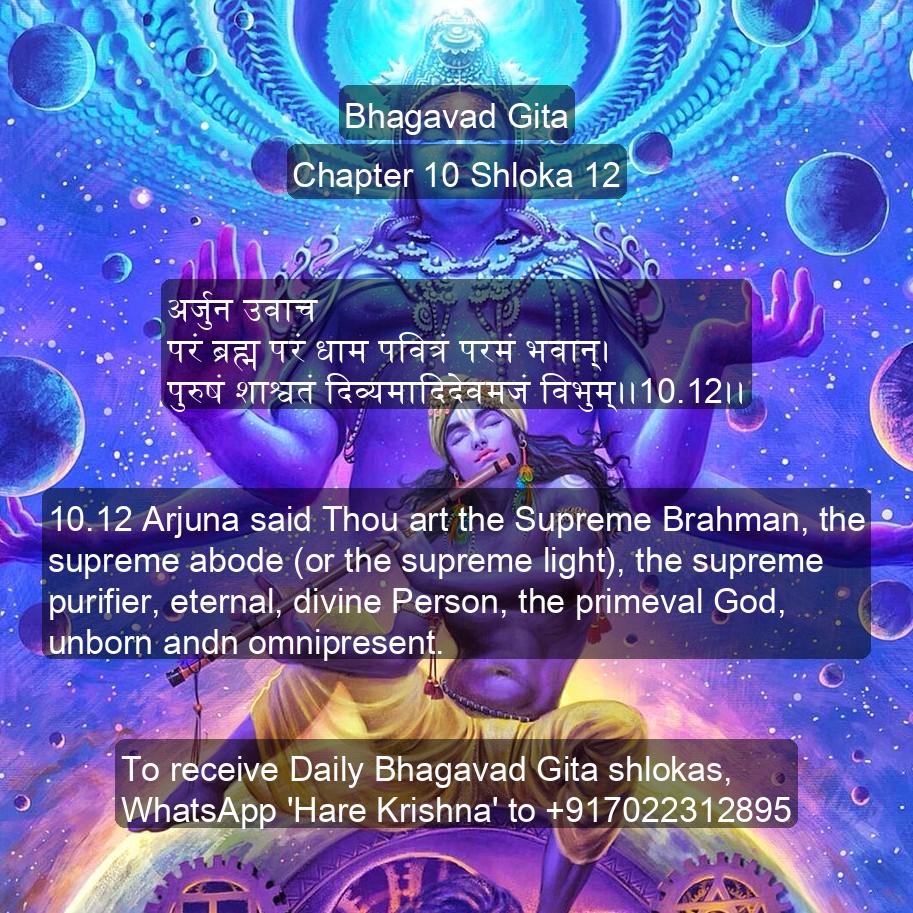 Bhagavad Gita
Chapter 10 Shloka 12
अर्जुन उवाच
परं ब्रह्म परं धाम पवित्रं परमं भवान्।
पुरुषं शाश्वतं दिव्यमादिदेवमजं विभुम्।।10.12।।
10.12 Arjuna said Thou art the Supreme Brahman, the
supreme abode (or the supreme light), the supreme
purifier, eternal, divine Person, the primeval God,
unborn andn omnipresent.
To receive Daily Bhagavad Gita shlokas,
WhatsApp 'Hare Krishna' to +917022312895